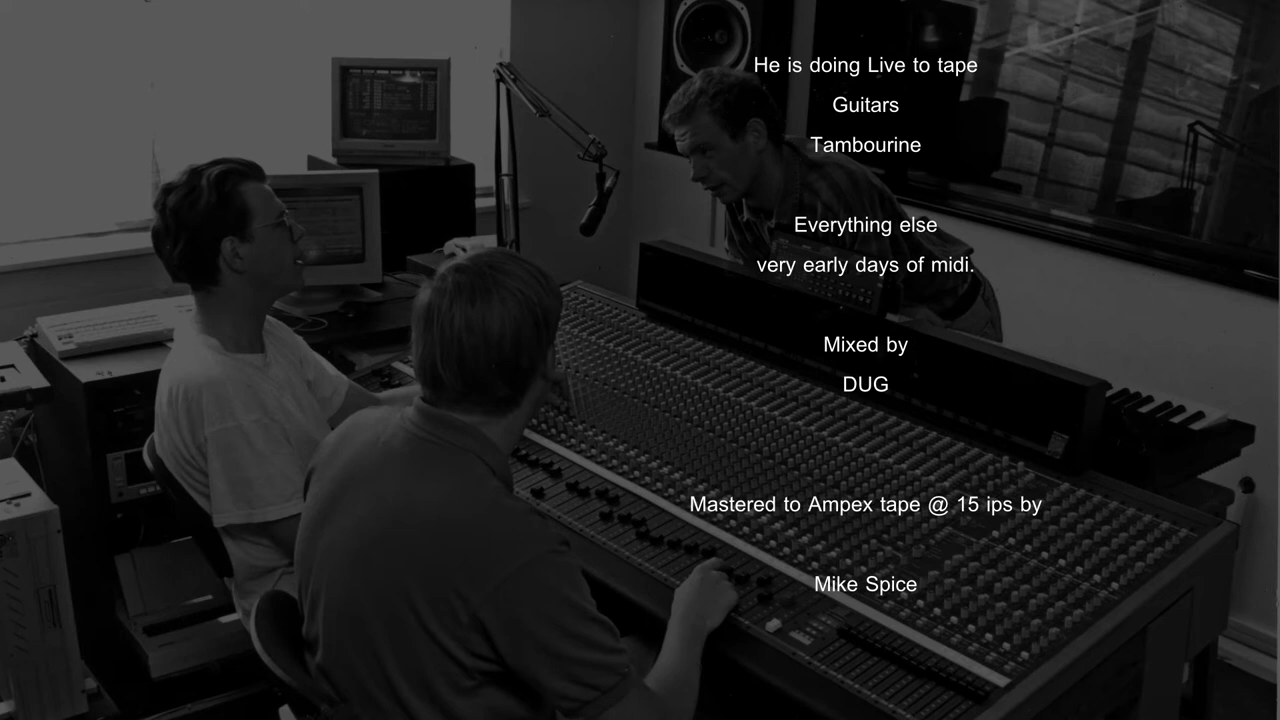 He is doing Live to tape
Guitars
Tambourine
Everything else
very early days of midi.
Mixed by
DUG
Mastered to Ampex tape @ 15 ips by
Mike Spice